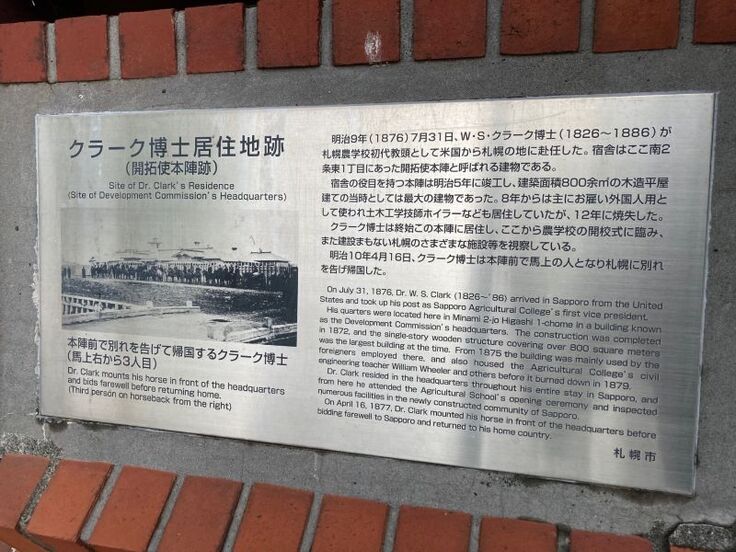 クラーク博士居住地跡
(開拓使本陣跡)
Site of Dr. Clark's Residence
(Site of Development Commission's Headquarters)
本陣前で別れを告げて帰国するクラーク博士
(馬上右から3人目)
Dr. Clark mounts his horse in front of the headquarters
and bids farewell before returning home.
(Third person on horseback from the right)
明治9年(1876)7月31日、W・S・クラーク博士(1826～1886)が
札幌農学校初代教頭として米国から札幌の地に赴任した。宿舎はここ南2
条東1丁目にあった開拓使本陣と呼ばれる建物である。
宿舎の役目を持つ本陣は明治5年に竣工し、建築面積800余㎡の木造平屋
建ての当時としては最大の建物であった。8年からは主にお雇い外国人用と
して使われ土木工学技師ホイラーなども居住していたが、12年に焼失した。
クラーク博士は終始この本陣に居住し、ここから農学校の開校式に臨み、
また建設まもない札幌のさまざまな施設等を視察している。
明治10年4月16日、クラーク博士は本陣前で馬上の人となり札幌に別れ
を告げ帰国した。
On July 31, 1876, Dr. W. S. Clark (1826～'86) arrived in Sapporo from the United
States and took up his post as Sapporo Agricultural College's first vice president.
His quarters were located here in Minami 2-jo Higashi 1-chome in a building known
as the Development Commission's headquarters. The construction was completed
in 1872, and the single-story wooden structure covering over 800 square meters
was the largest building at the time. From 1875 the building was mainly used by the
foreigners employed there, and also housed the Agricultural College's civil
engineering teacher William Wheeler and others before it burned down in 1879.
Dr. Clark resided in the headquarters throughout his entire stay in Sapporo, and
from here he attended the Agricultural School's opening ceremony and inspected
numerous facilities in the newly constructed community of Sapporo.
On April 16, 1877, Dr. Clark mounted his horse in front of the headquarters before
bidding farewell to Sapporo and returned to his home country.
札幌市